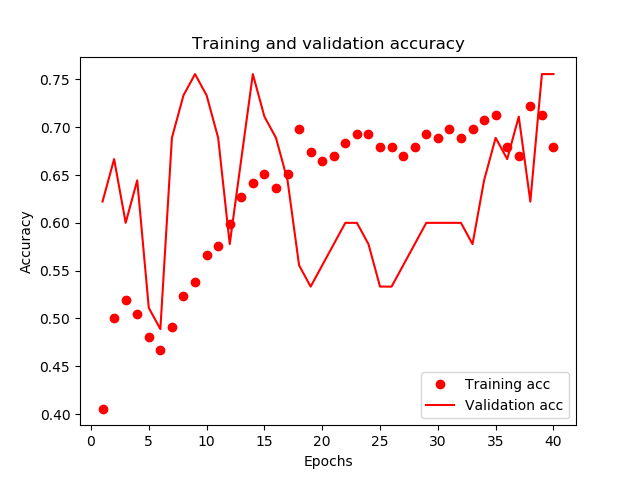 Training and validation accuracy
Accuracy
0.75
0.70
0.65
0.60
0.55
0.50
0.45
0.40
Training acc
Validation acc
0 5 10 15 20 25 30 35 40
Epochs